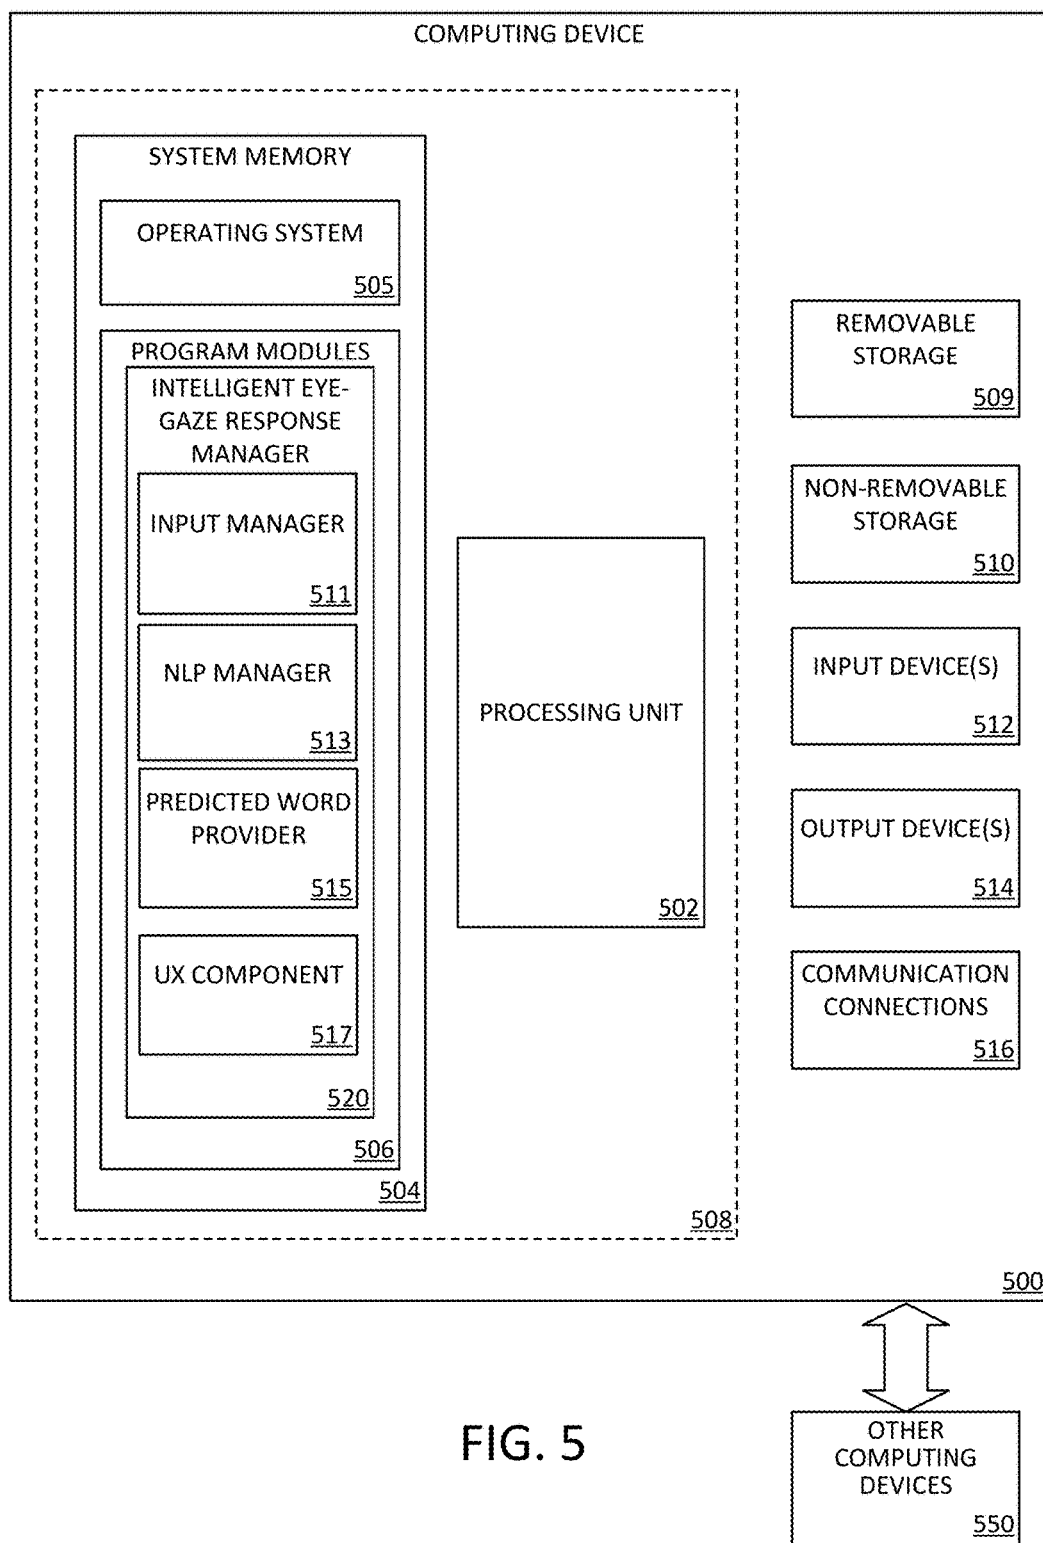 COMPUTING DEVICE
SYSTEM MEMORY
OPERATING SYSTEM
505
PROGRAM MODULES
INTELLIGENT EYE-
GAZE RESPONSE
MANAGER
INPUT MANAGER
511
NLP MANAGER
513
PREDICTED WORD
PROVIDER
515
UX COMPONENT
517
520
506
504
PROCESSING UNIT
502
508
REMOVABLE
STORAGE
509
NON-REMOVABLE
STORAGE
510
INPUT DEVICE(S)
512
OUTPUT DEVICE(S)
514
COMMUNICATION
CONNECTIONS
516
500
OTHER
COMPUTING
DEVICES
550
FIG. 5